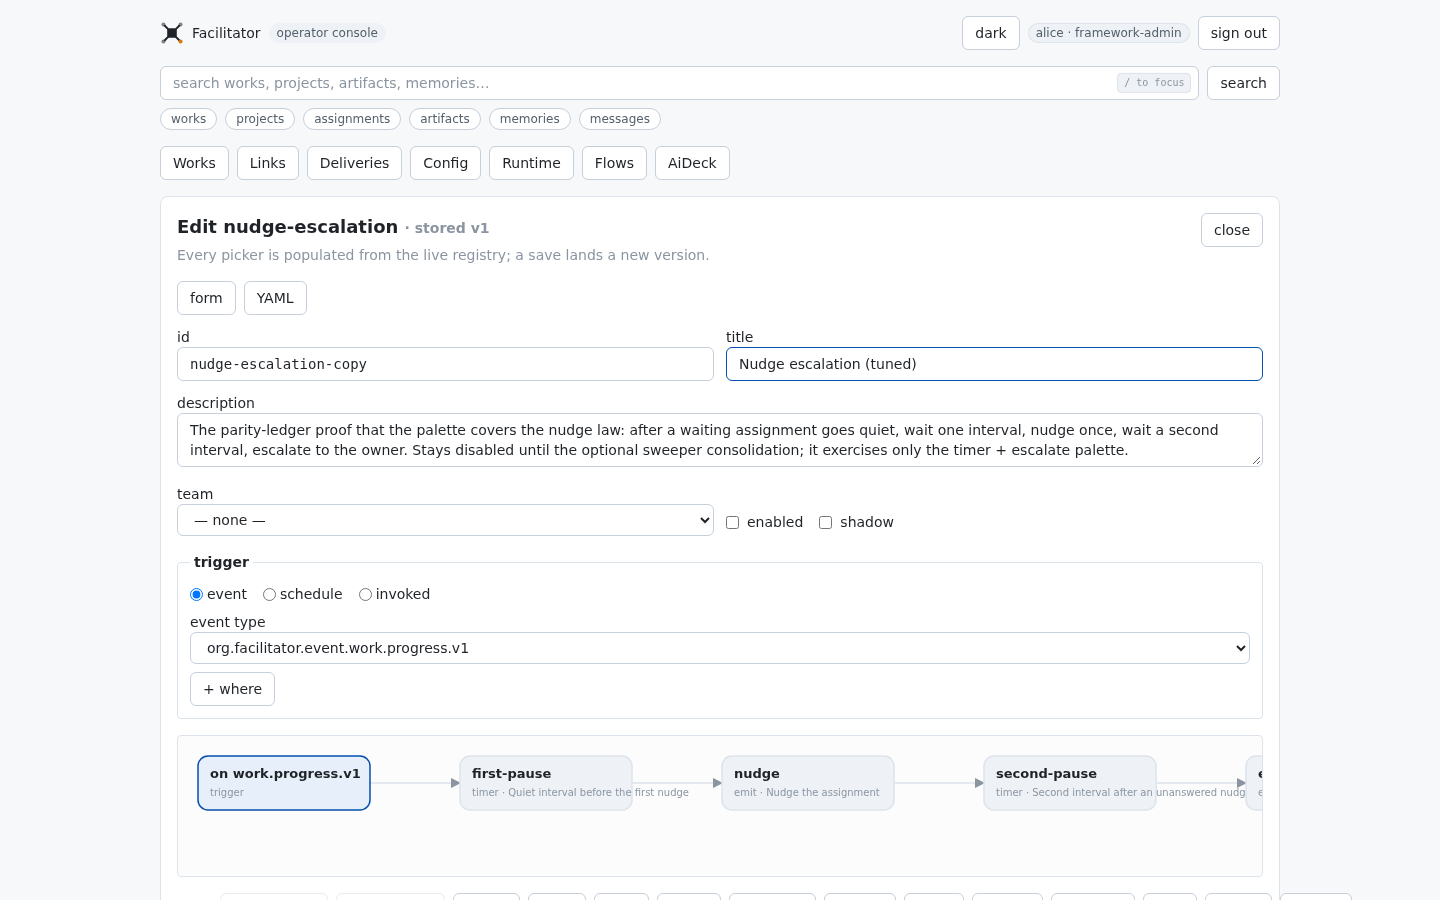 Facilitator operator console dark alice · framework-admin sign out
search works, projects, artifacts, memories... / to focus search
works projects assignments artifacts memories messages
Works Links Deliveries Config Runtime Flows AiDeck
Edit nudge-escalation · stored v1 close
Every picker is populated from the live registry; a save lands a new version.
form YAML
id title
nudge-escalation-copy Nudge escalation (tuned)
description
The parity-ledger proof that the palette covers the nudge law: after a waiting assignment goes quiet, wait one interval, nudge once, wait a second
interval, escalate to the owner. Stays disabled until the optional sweeper consolidation; it exercises only the timer + escalate palette.
team
— none — enabled shadow
trigger
event schedule invoked
event type
org.facilitator.event.work.progress.v1
+ where
on work.progress.v1 first-pause nudge second-pause
trigger timer · Quiet interval before the first nudge emit · Nudge the assignment timer · Second interval after an unanswered